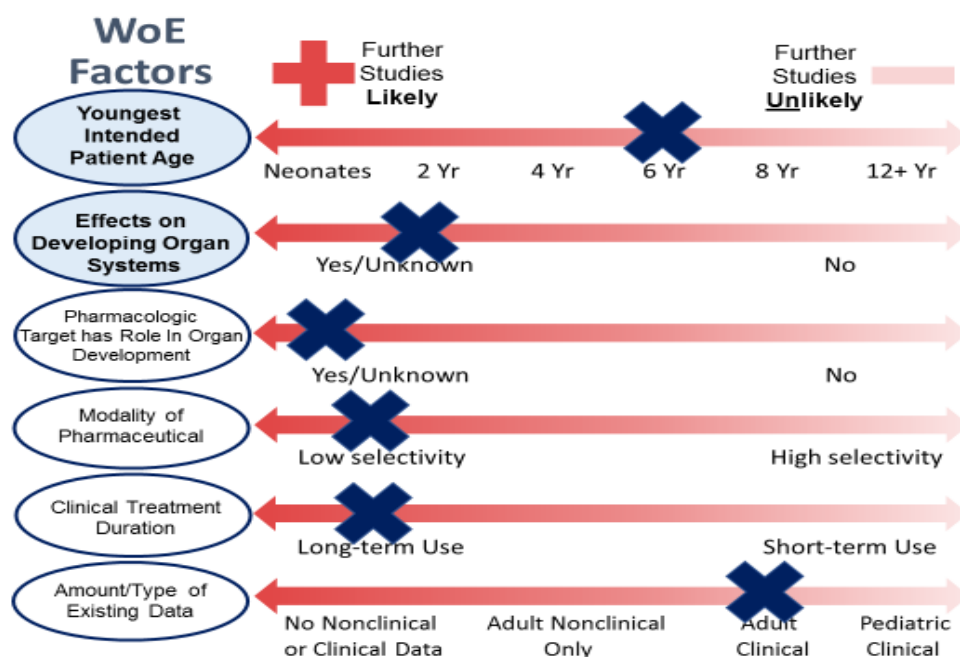 WoE
Factors
Further
Studies
Likely
Further
Studies
Unlikely
Youngest
Intended
Patient Age
Neonates 2 Yr 4 Yr 6 Yr 8 Yr 12+ Yr
Effects on
Developing Organ
Systems
Yes/Unknown No
Pharmacologic
Target has Role In Organ
Development
Yes/Unknown No
Modality of
Pharmaceutical
Low selectivity High selectivity
Clinical Treatment
Duration
Long-term Use Short-term Use
Amount/Type of
Existing Data
No Nonclinical Adult Nonclinical Adult Pediatric
or Clinical Data Only Clinical Clinical